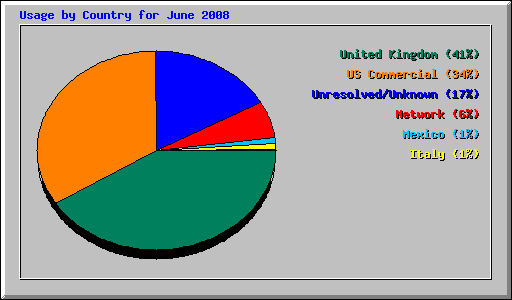 Usage by Country for June 2008
United Kingdom (41%)
US Commercial (34%)
Unresolved/Unknown (17%)
Network (6%)
Mexico (1%)
Italy (1%)